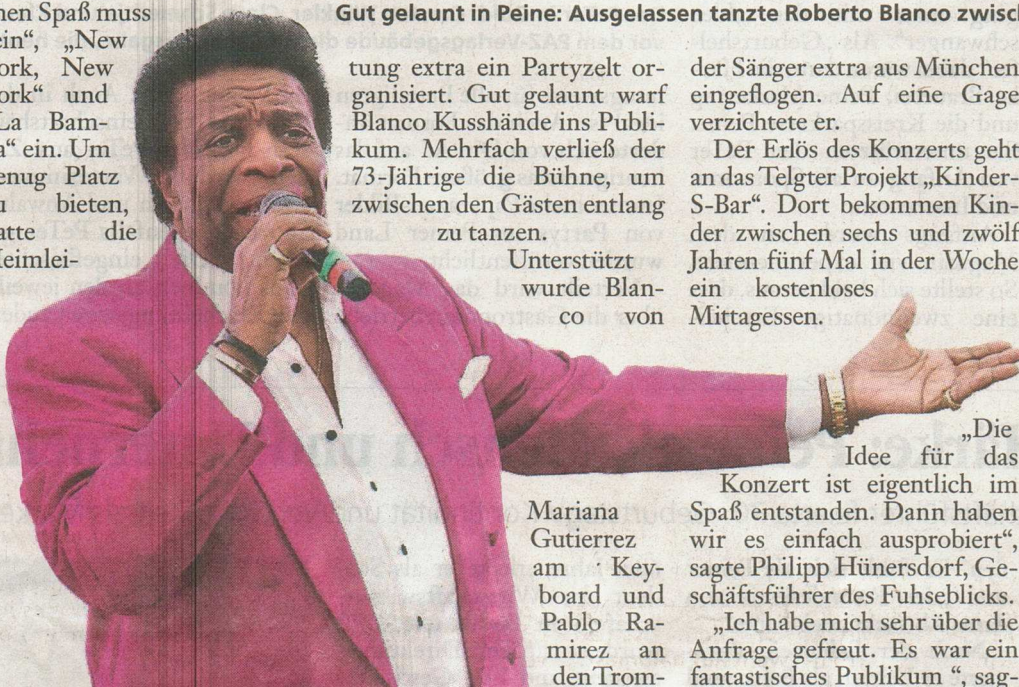 Gut gelaunt in Peine: Ausgelassen tanzte Roberto Blanco zwisc
nen Spaß muss
ein“, „New
ork, New
ork“ und
La Bam-
a“ ein. Um
enug Platz
bieten,
atte die
Heimlei-
tung extra ein Partyzelt or-
ganisiert. Gut gelaunt warf
Blanco Kusshände ins Publi-
kum. Mehrfach verließ der
73-Jährige die Bühne, um
zwischen den Gästen entlang
zu tanzen.
Unterstützt
wurde Blan-
co von
Mariana
Gutierrez
am Key-
board und
Pablo Ra-
mirez an
den Trom-
der Sänger extra aus München
eingeflogen. Auf eine Gage
verzichtete er.
Der Erlös des Konzerts geht
an das Telgter Projekt „Kinder-
S-Bar“. Dort bekommen Kin-
der zwischen sechs und zwölf
Jahren fünf Mal in der Woche
ein kostenloses
Mittagessen.
„Die
Idee für das
Konzert ist eigentlich im
Spaß entstanden. Dann haben
wir es einfach ausprobiert“,
sagte Philipp Hünersdorf, Ge-
schäftsführer des Fuhseblicks.
„Ich habe mich sehr über die
Anfrage gefreut. Es war ein
fantastisches Publikum “, sag-